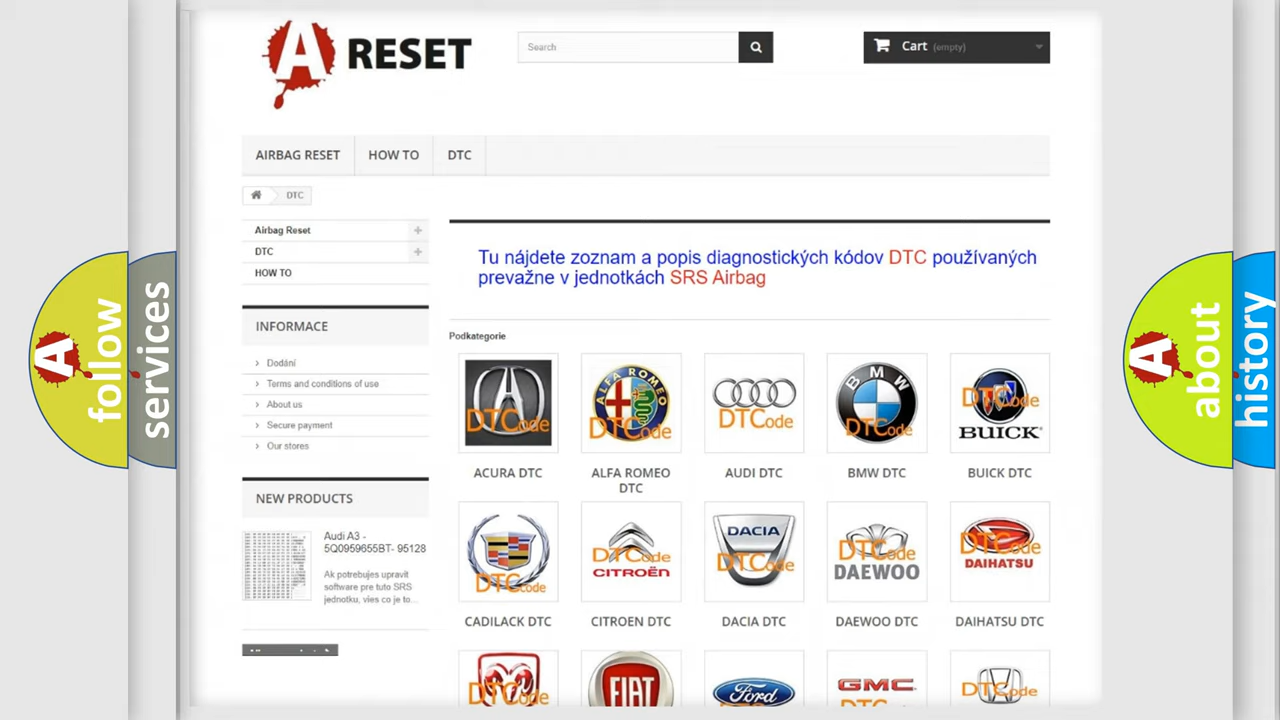 A RESET
Search
Cart (empty)
AIRBAG RESET
HOW TO
DTC
DTC
Airbag Reset
DTC
HOW TO
Tu nájdete zoznam a popis diagnostických kódov DTC používaných
prevažne v jednotkách SRS Airbag
INFORMACE
Dodání
Terms and conditions of use
About us
Secure payment
Our stores
NEW PRODUCTS
Audi A3 -
5Q0959655BT- 95128
Ak potrebujes upravit
software pre tuto SRS
jednotku, vies co je to...
Podkategorie
DTCode
ALFA ROMEO
DTCode
DTCode
BMW
DTCode
DTCode
BUICK
ACURA DTC
ALFA ROMEO
DTC
AUDI DTC
BMW DTC
BUICK DTC
DTCode
DTCode
CITROËN
DACIA
DTCode
DTCode
DAEWOO
DTCode
DAIHATSU
CADILACK DTC
CITROEN DTC
DACIA DTC
DAEWOO DTC
DAIHATSU DTC
DTCode
FIAT
Ford
GMC
DTCode
A follow
services
A about
history